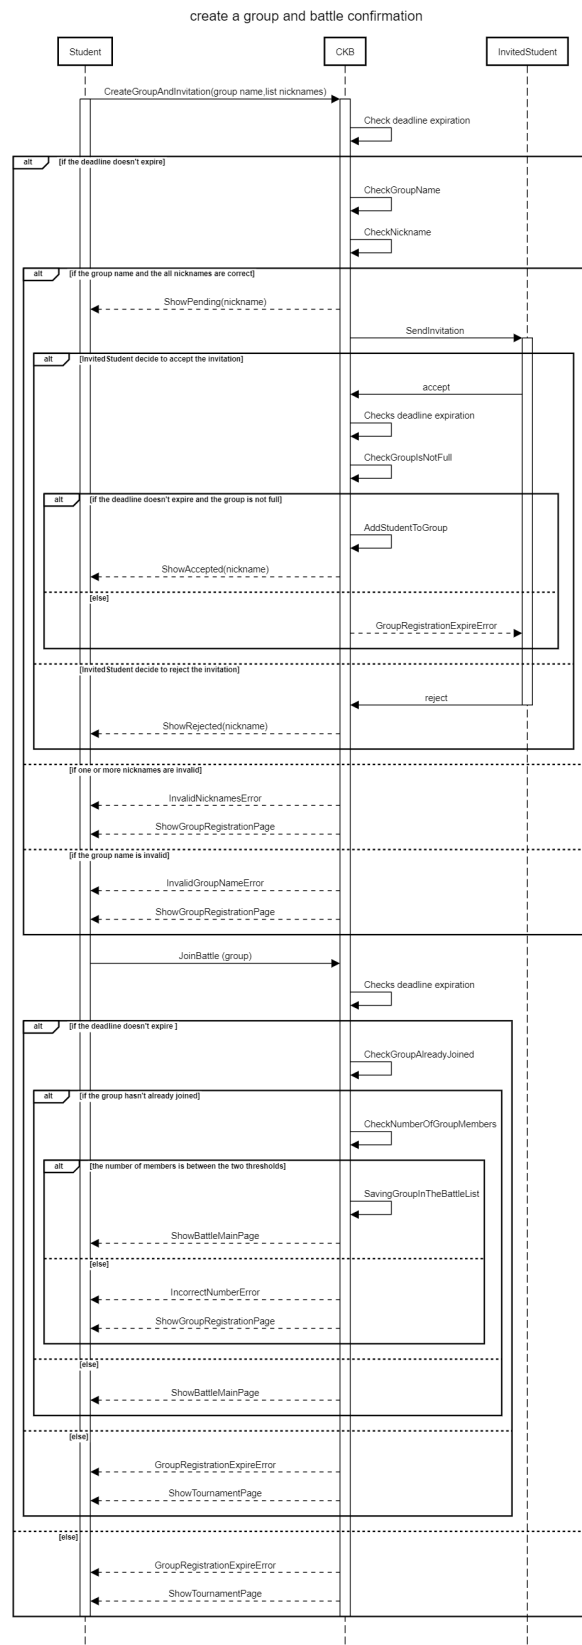 create a group and battle confirmation
Student
CKB
InvitedStudent
CreateGroupAndInvitation(group name,list nicknames)
Check deadline expiration
alt
[if the deadline doesn't expire]
CheckGroupName
CheckNickname
alt
[if the group name and the all nicknames are correct]
ShowPending(nickname)
SendInvitation
alt
[InvitedStudent decide to accept the invitation]
accept
Checks deadline expiration
CheckGroupIsNotFull
alt
[if the deadline doesn't expire and the group is not full]
AddStudentToGroup
ShowAccepted(nickname)
[else]
GroupRegistrationExpireError
[InvitedStudent decide to reject the invitation]
reject
ShowRejected(nickname)
[if one or more nicknames are invalid]
InvalidNicknamesError
ShowGroupRegistrationPage
[if the group name is invalid]
InvalidGroupNameError
ShowGroupRegistrationPage
JoinBattle (group)
Checks deadline expiration
alt
[if the deadline doesn't expire ]
CheckGroupAlreadyJoined
alt
[if the group hasn't already joined]
CheckNumberOfGroupMembers
alt
[the number of members is between the two thresholds]
SavingGroupInTheBattleList
ShowBattleMainPage
[else]
IncorrectNumberError
ShowGroupRegistrationPage
[else]
ShowBattleMainPage
[else]
GroupRegistrationExpireError
ShowTournamentPage
[else]
GroupRegistrationExpireError
ShowTournamentPage